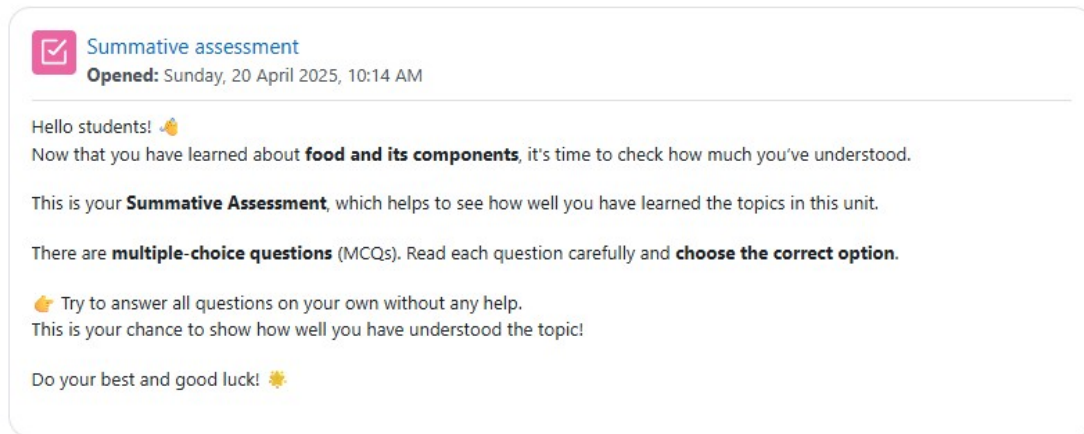 Summative assessment
Opened: Sunday, 20 April 2025, 10:14 AM
Hello students! 👋
Now that you have learned about food and its components, it's time to check how much you've understood.
This is your Summative Assessment, which helps to see how well you have learned the topics in this unit.
There are multiple-choice questions (MCQs). Read each question carefully and choose the correct option.
👉 Try to answer all questions on your own without any help.
This is your chance to show how well you have understood the topic!
Do your best and good luck! 🌟